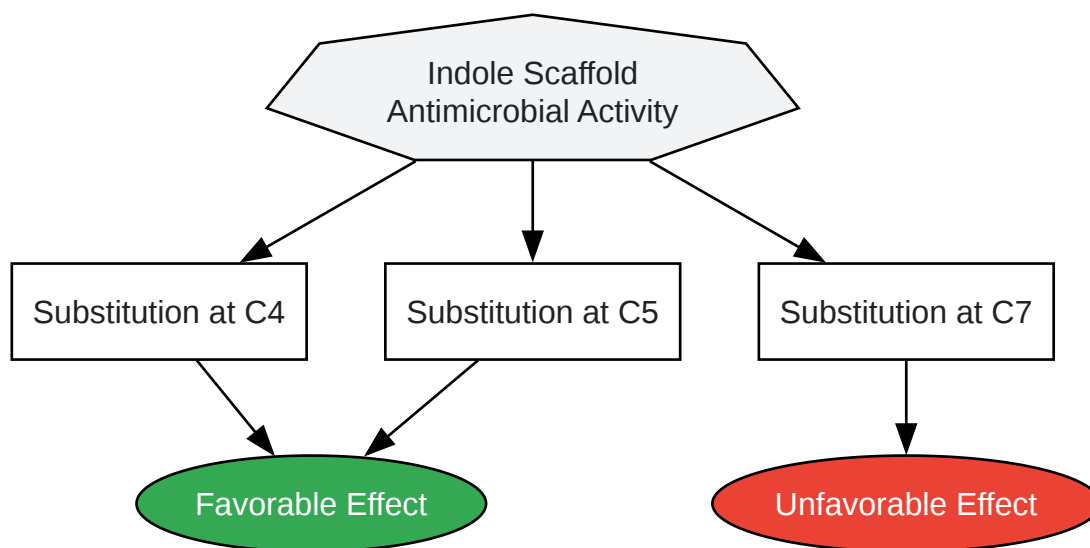 Indole Scaffold
Antimicrobial Activity
Substitution at C4
Substitution at C5
Substitution at C7
Favorable Effect
Unfavorable Effect